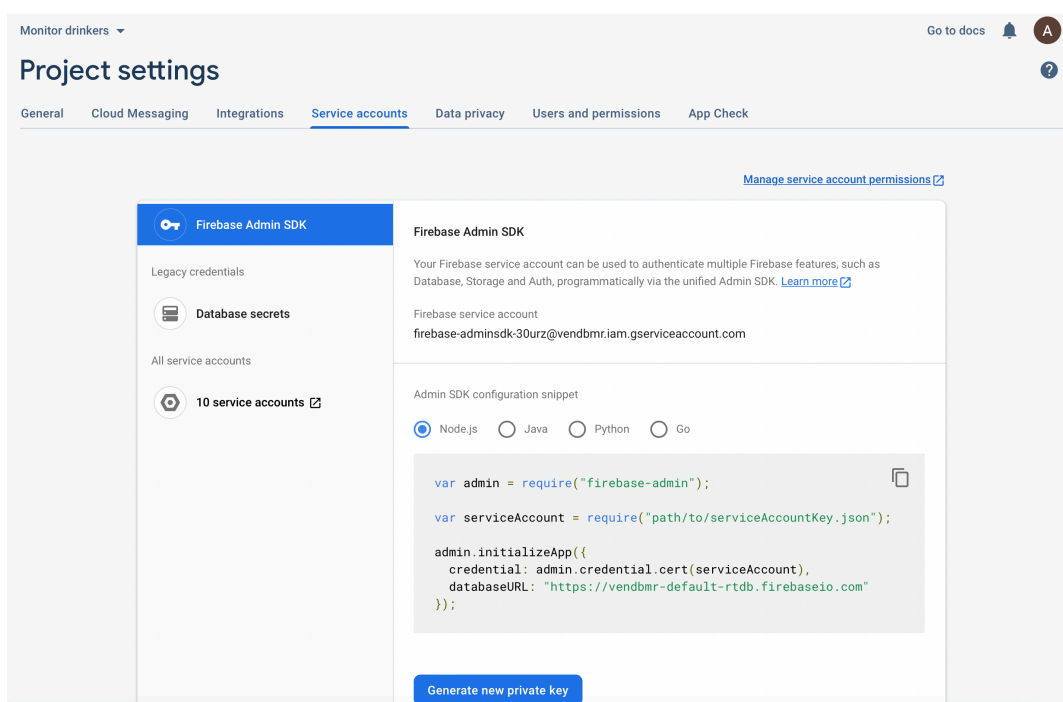 Monitor drinkers
Go to docs
A
Project settings
?
General Cloud Messaging Integrations Service accounts Data privacy Users and permissions App Check
Manage service account permissions
Firebase Admin SDK
Legacy credentials
Database secrets
All service accounts
10 service accounts
Firebase Admin SDK
Your Firebase service account can be used to authenticate multiple Firebase features, such as
Database, Storage and Auth, programmatically via the unified Admin SDK. Learn more
Firebase service account
firebase-adminsdk-30urz@vendbmr.iam.gserviceaccount.com
Admin SDK configuration snippet
Node.js Java Python Go
var admin = require("firebase-admin");
var serviceAccount = require("path/to/serviceAccountKey.json");
admin.initializeApp({
  credential: admin.credential.cert(serviceAccount),
  databaseURL: "https://vendbmr-default-rtdb.firebaseio.com"
});
Generate new private key